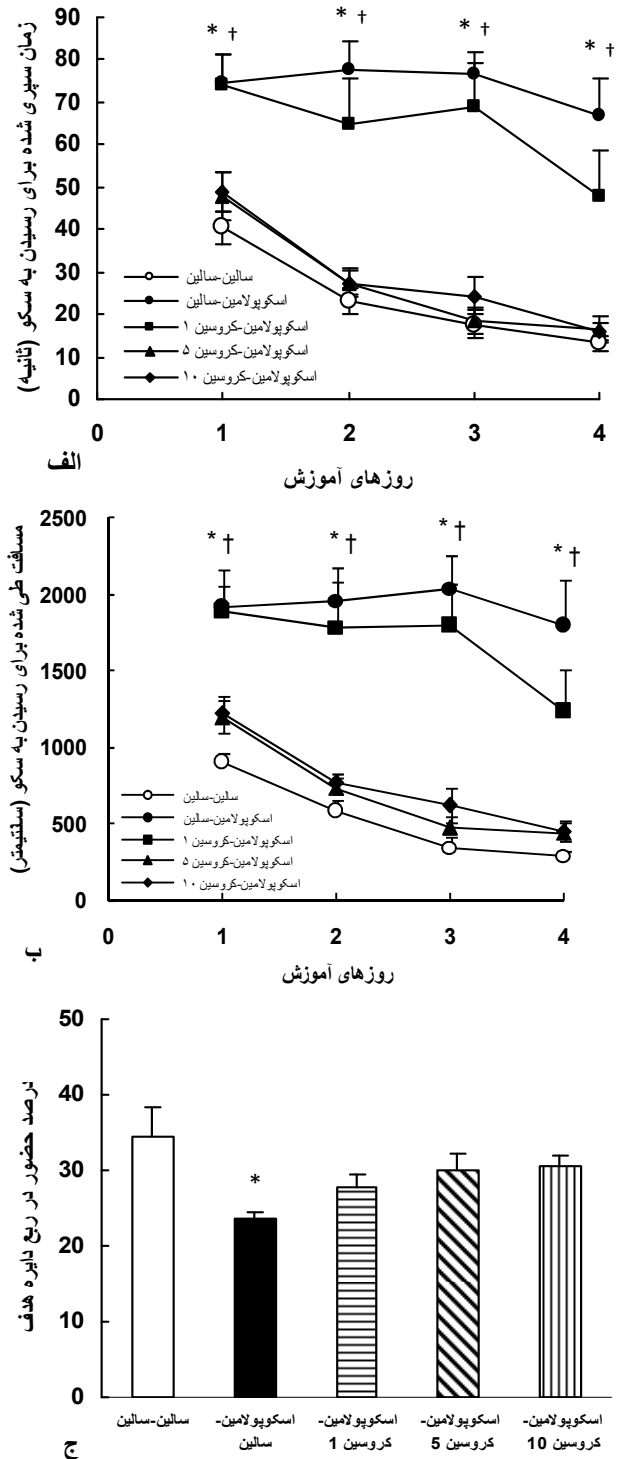 زمان سپری شده برای رسیدن به سکو (ثانیه)
90
80
70
60
50
40
30
20
10
0
* †
* †
* †
* †
سالین-سالین
اسکوپولامین-سالین
اسکوپولامین-کروسین 1
اسکوپولامین-کروسین ۵
اسکوپولامین-کروسین ۱۰
0 1 2 3 4
روزهای آموزش
الف
مسافت طی شده برای رسیدن به سکو (سانتیمتر)
2500
2000
1500
1000
500
0
* †
* †
* †
* †
سالین-سالین
اسکوپولامین-سالین
اسکوپولامین-کروسین 1
اسکوپولامین-کروسین ۵
اسکوپولامین-کروسین ۱۰
0 1 2 3 4
روزهای آموزش
ب
درصد حضور در ربع دایره هدف
50
40
30
20
10
0
*
سالین-سالین
اسکوپولامین-
سالین
اسکوپولامین-
کروسین 1
اسکوپولامین-
کروسین 5
اسکوپولامین-
کروسین 10
ج